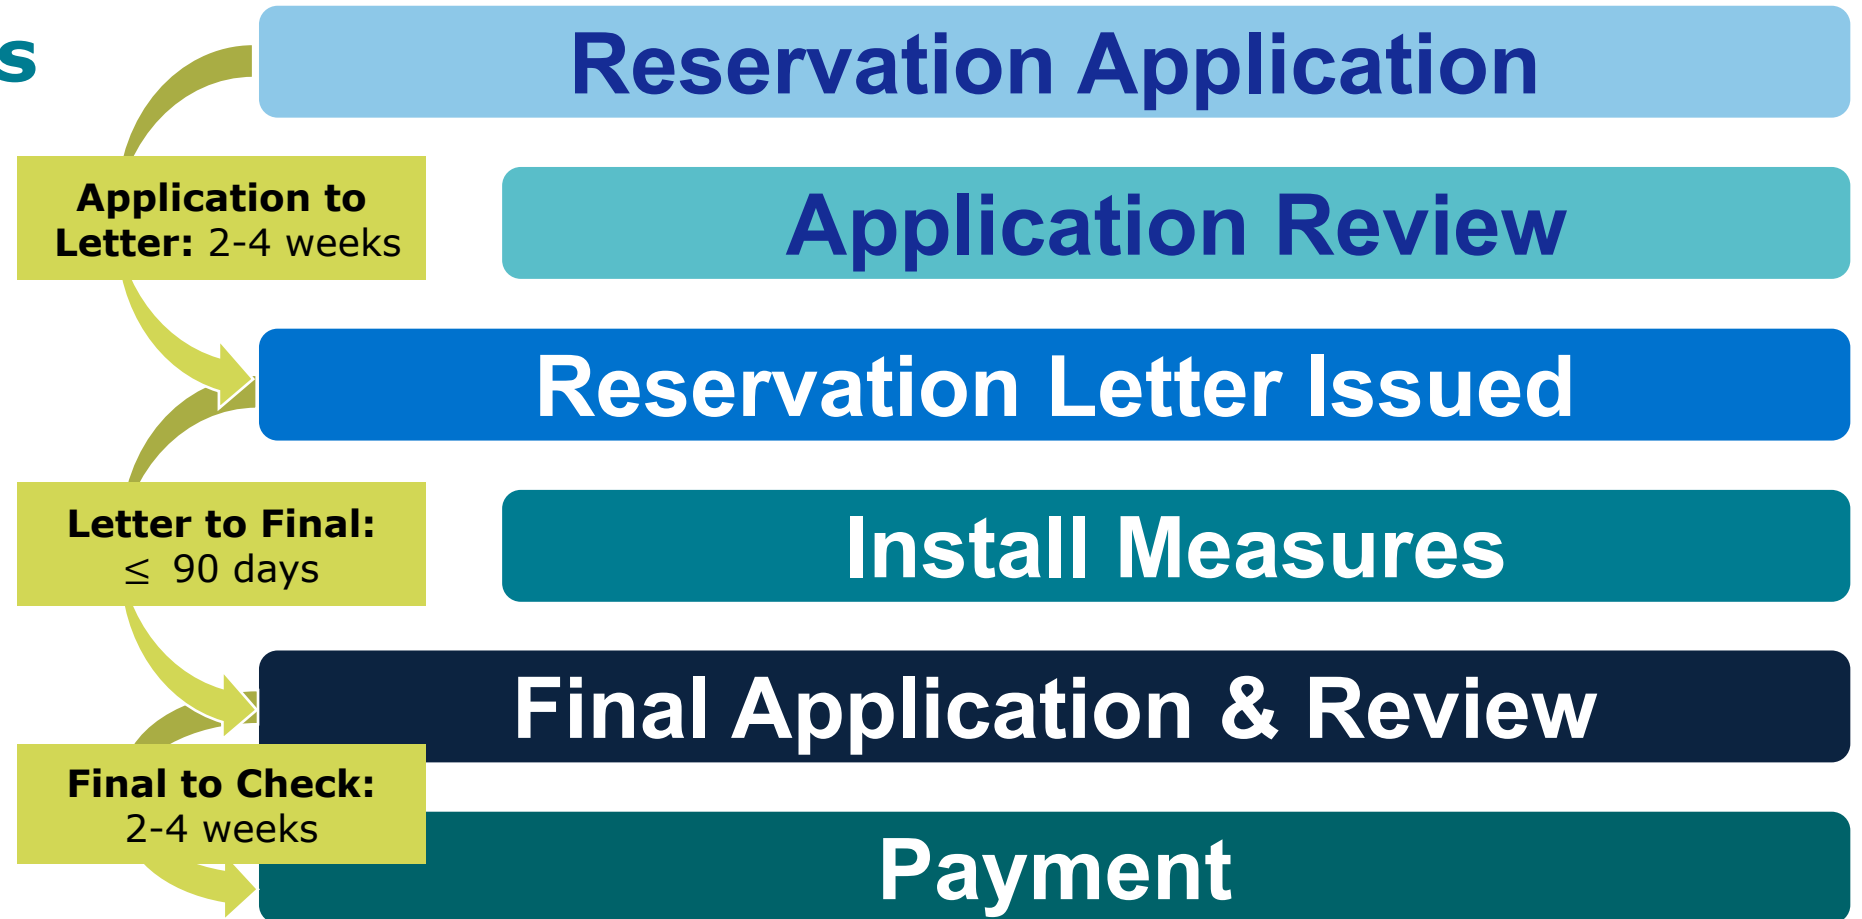 s
Reservation Application
Application to
Letter: 2-4 weeks
Application Review
Reservation Letter Issued
Letter to Final:
≤ 90 days
Install Measures
Final Application & Review
Final to Check:
2-4 weeks
Payment